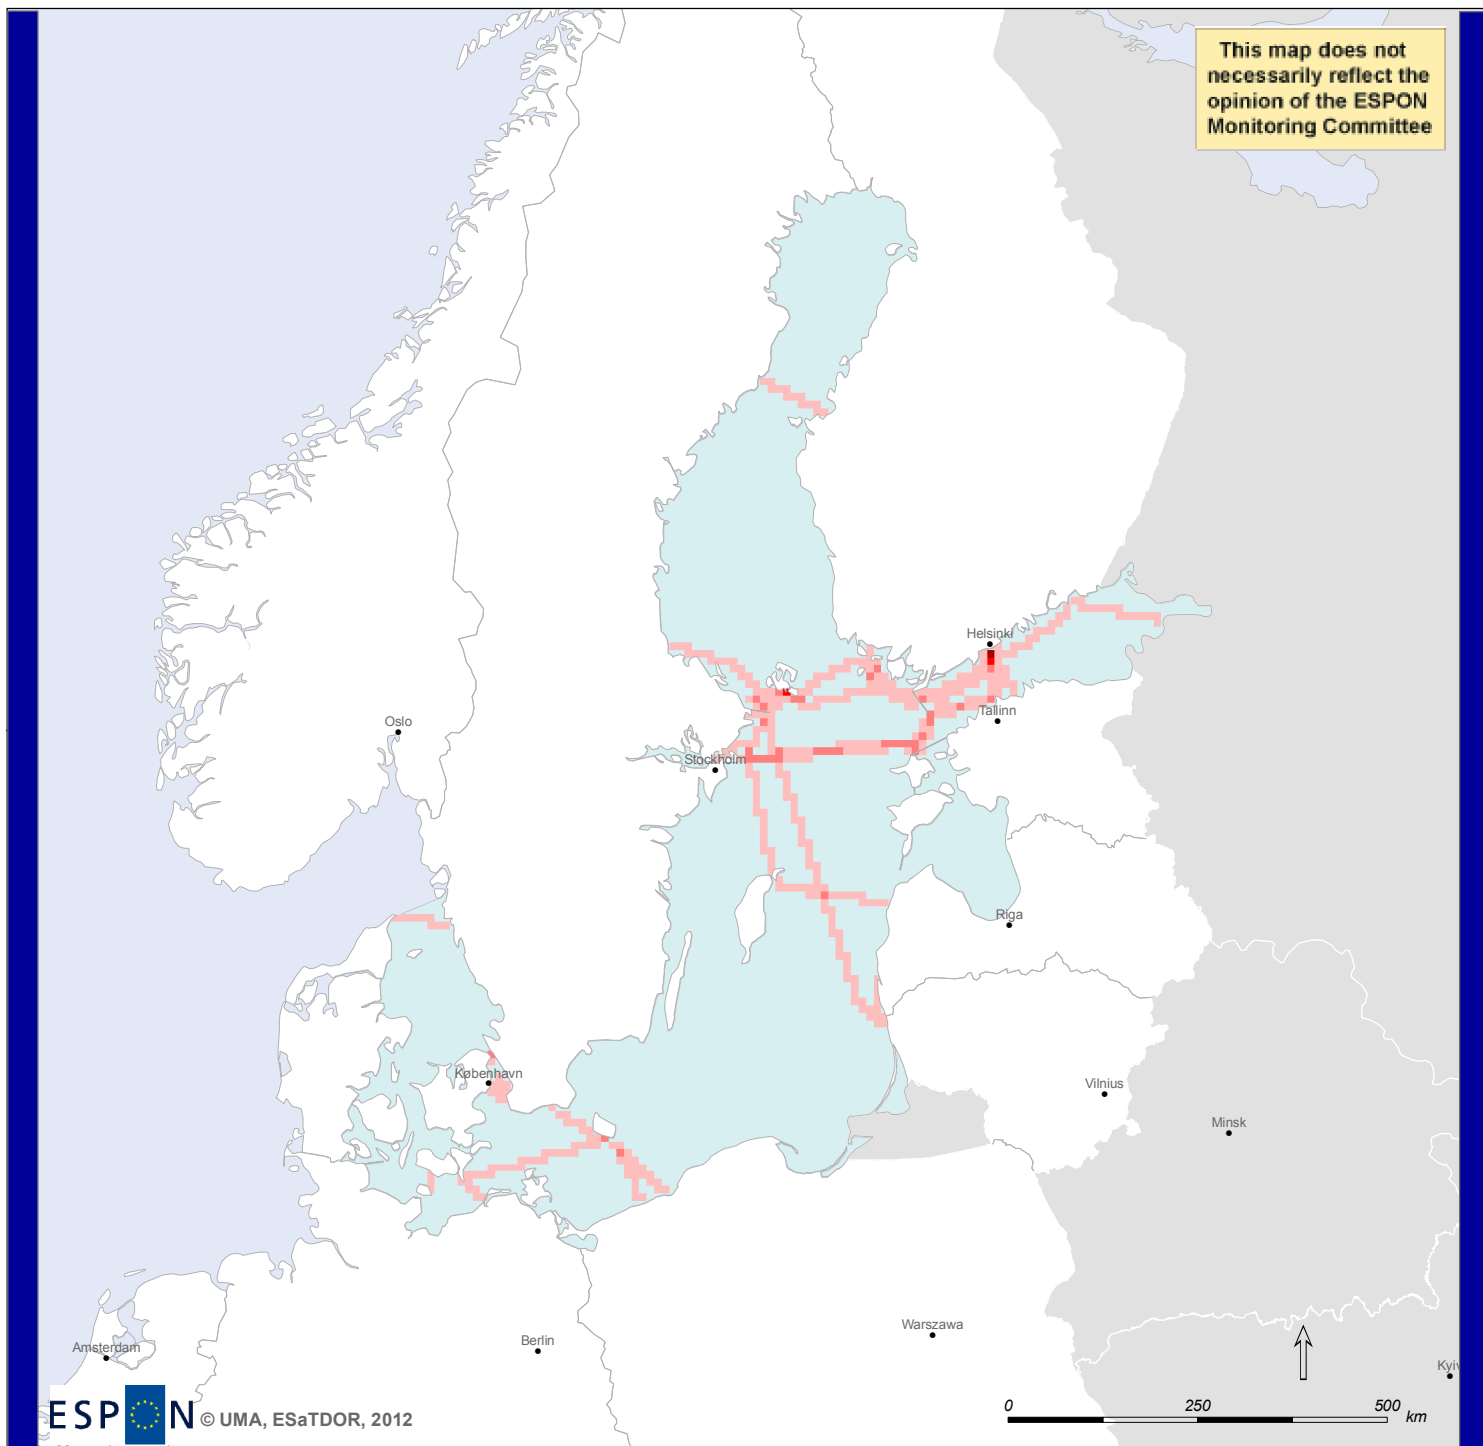 This map does not
necessarily reflect the
opinion of the ESPON
Monitoring Committee
Helsinki
Oslo
Tallinn
Stockholm
Riga
København
Vilnius
Minsk
Warszawa
Berlin
Amsterdam
Kyiv
0 250 500
km
ESPON © UMA, ESaTDOR, 2012